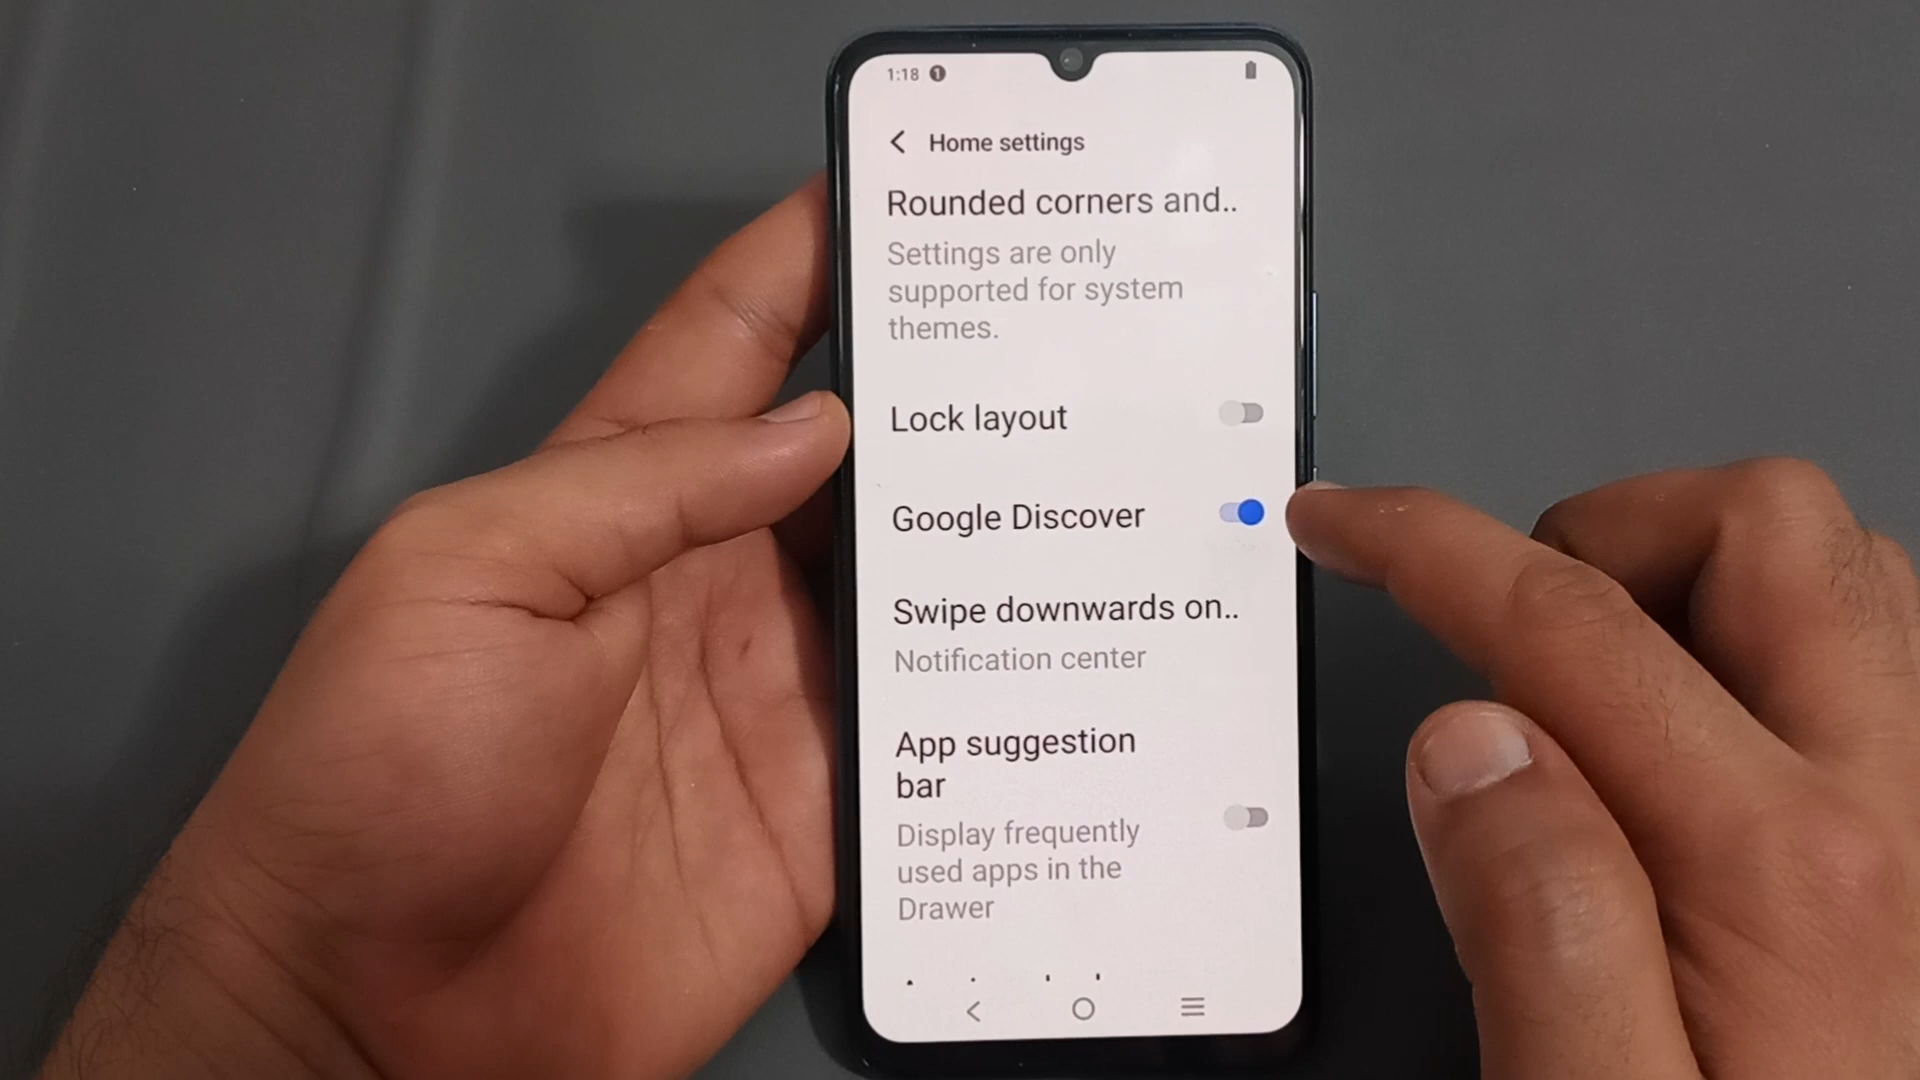 1:18 1
Home settings
Rounded corners and..
Settings are only
supported for system
themes.
Lock layout
Google Discover
Swipe downwards on..
Notification center
App suggestion
bar
Display frequently
used apps in the
Drawer